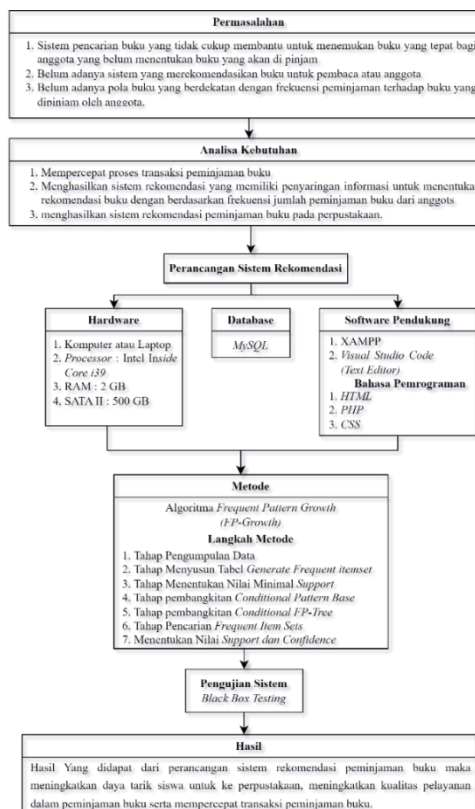 Permasalahan
1. Sistem pencarian buku yang tidak cukup membantu untuk menemukan buku yang tepat bagi
anggota yang belum menentukan buku yang akan di pinjam
2. Belum adanya sistem yang merekomendasikan buku untuk pembaca atau anggota
3. Belum adanya pola buku yang berdekatan dengan frekuensi peminjaman terhadap buku yang
dipinjam oleh anggota.
Analisa Kebutuhan
1. Mempercepat proses transaksi peminjaman buku
2. Menghasilkan sistem rekomendasi yang memiliki penyaringan informasi untuk menentuka
rekomendasi buku dengan berdasarkan frekuensi jumlah peminjaman buku dari anggots
3. menghasilkan sistem rekomendasi peminjaman buku pada perpustakaan.
Perancangan Sistem Rekomendasi
Hardware
1. Komputer atau Laptop
2. Processor : Intel Inside
Core i39
3. RAM : 2 GB
4. SATA II : 500 GB
Database
MySQL
Software Pendukung
1. XAMPP
2. Visual Studio Code
(Text Editor)
Bahasa Pemrograman
1. HTML
2. PHP
3. CSS
Metode
Algoritma Frequent Pattern Growth
(FP-Growth)
Langkah Metode
1. Tahap Pengumpulan Data
2. Tahap Menyusun Tabel Generate Frequent itemset
3. Tahap Menentukan Nilai Minimal Support
4. Tahap pembangkitan Conditional Pattern Base
5. Tahap pembangkitan Conditional FP-Tree
6. Tahap Pencarian Frequent Item Sets
7. Menentukan Nilai Support dan Confidence
Pengujian Sistem
Black Box Testing
Hasil
Hasil Yang didapat dari perancangan sistem rekomendasi peminjaman buku maka
meningkatkan daya tarik siswa untuk ke perpustakaan, meningkatkan kualitas pelayanan
dalam peminjaman buku serta mempercepat transaksi peminjaman buku.